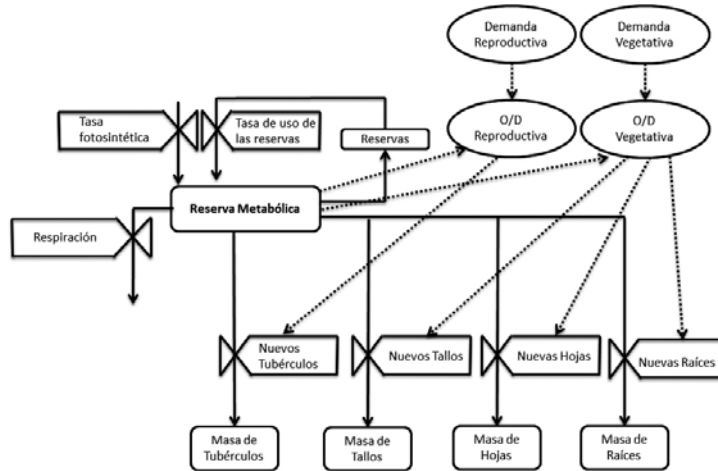 Demanda
Reproductiva
Demanda
Vegetativa
Tasa
fotosintética
Tasa de uso de
las reservas
Reservas
O/D
Reproductiva
O/D
Vegetativa
Reserva Metabólica
Respiración
Nuevos
Tubérculos
Nuevos Tallos
Nuevas Hojas
Nuevas Raíces
Masa de
Tubérculos
Masa de
Tallos
Masa de
Hojas
Masa de
Raíces